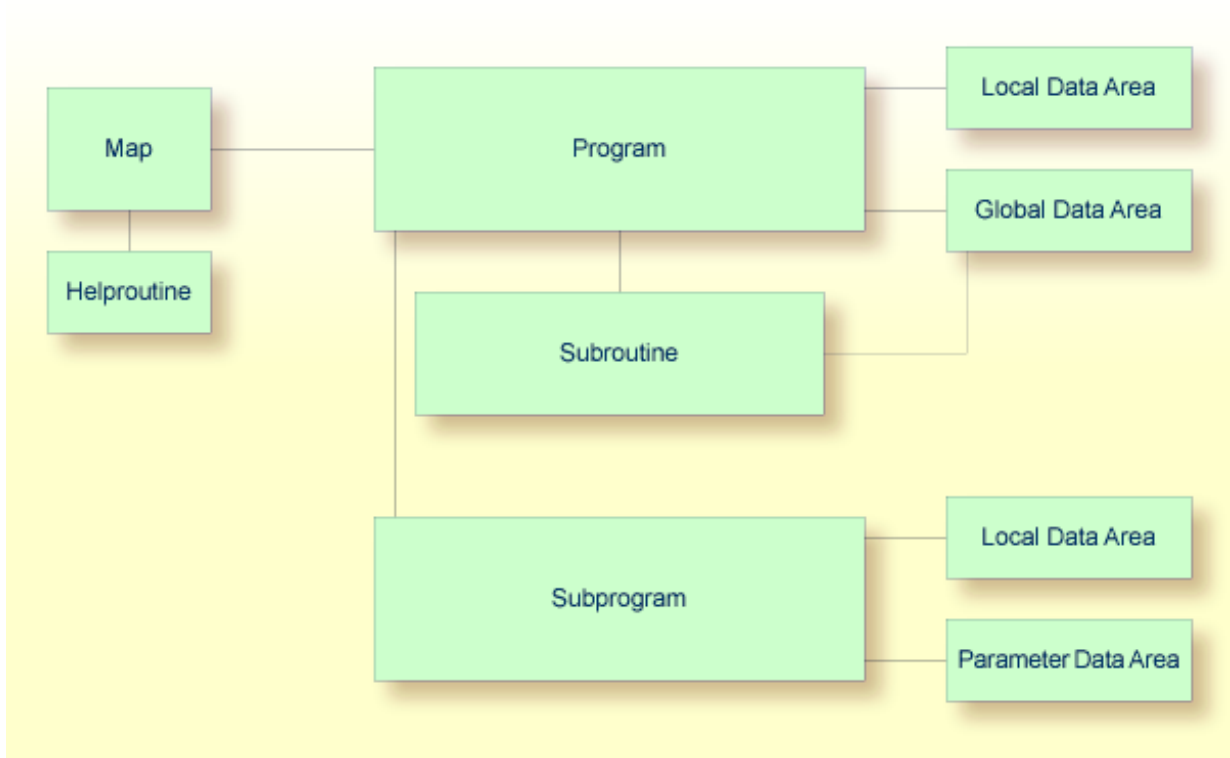 Local Data Area
Map
Program
Global Data Area
Helproutine
Subroutine
Local Data Area
Subprogram
Parameter Data Area